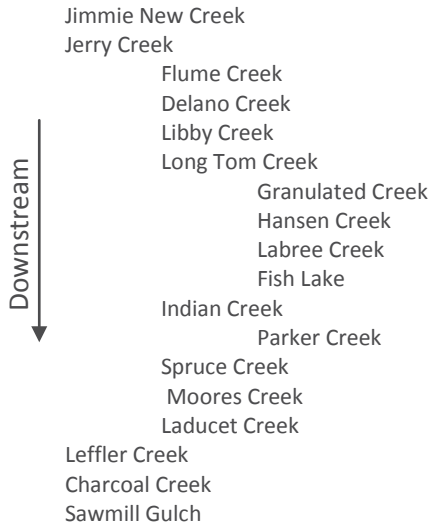 Jimmie New Creek
Jerry Creek
Flume Creek
Delano Creek
Libby Creek
Long Tom Creek
Granulated Creek
Hansen Creek
Labree Creek
Fish Lake
Indian Creek
Parker Creek
Spruce Creek
Moores Creek
Laducet Creek
Leffler Creek
Charcoal Creek
Sawmill Gulch
Downstream